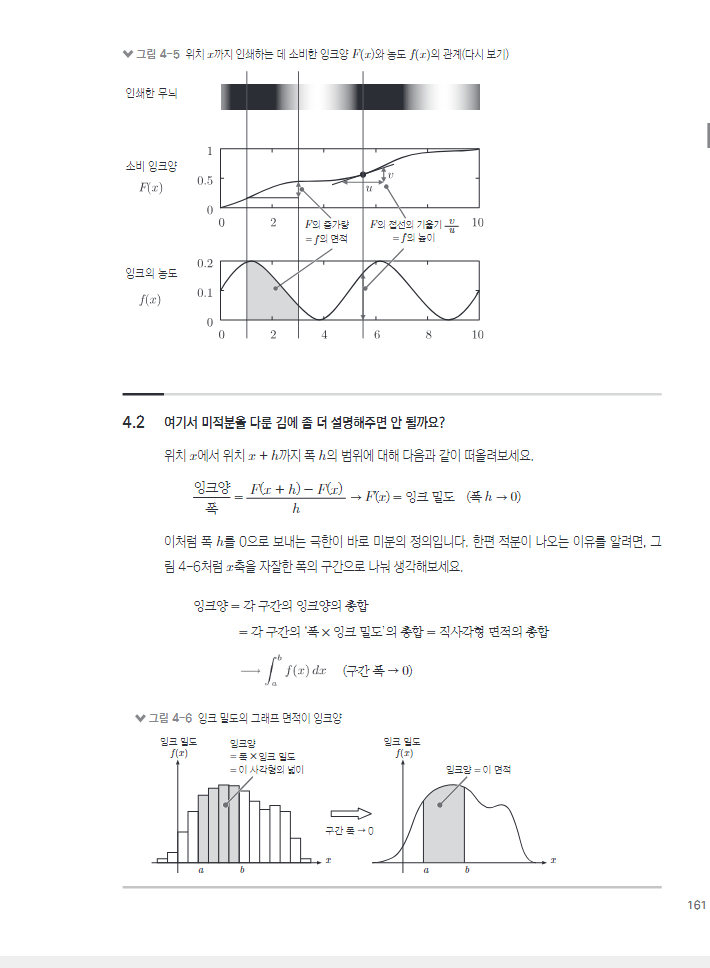 그림 4-5 위치 x까지 인쇄하는 데 소비한 잉크양 F(x)와 농도 f(x)의 관계(다시 보기)
인쇄한 무늬
소비 잉크양
F(x)
1
0.5
0
0 2 10
u
v
F의 증가량
= f의 면적
F의 접선의 기울기 v/u
= f의 높이
잉크의 농도
f(x)
0.2
0.1
0
0 2 4 6 8 10
4.2 여기서 미적분을 다룬 김에 좀 더 설명해주면 안 될까요?
위치 x에서 위치 x + h까지 폭 h의 범위에 대해 다음과 같이 떠올려보세요.
잉크양/폭 = F(x + h) − F(x)/h → F'(x) = 잉크 밀도 (폭 h → 0)
이처럼 폭 h를 0으로 보내는 극한이 바로 미분의 정의입니다. 한편 적분이 나오는 이유를 알려면, 그
림 4-6처럼 x축을 자잘한 폭의 구간으로 나눠 생각해보세요.
잉크양 = 각 구간의 잉크양의 총합
= 각 구간의 '폭 × 잉크 밀도'의 총합 = 직사각형 면적의 총합
⟶ ∫_a^b f(x) dx (구간 폭 → 0)
그림 4-6 잉크 밀도의 그래프 면적이 잉크양
잉크 밀도
f(x)
잉크양
= 폭 × 잉크 밀도
= 이 사각형의 넓이
a b x
구간 폭 → 0
잉크 밀도
f(x)
잉크양 = 이 면적
a b x
161